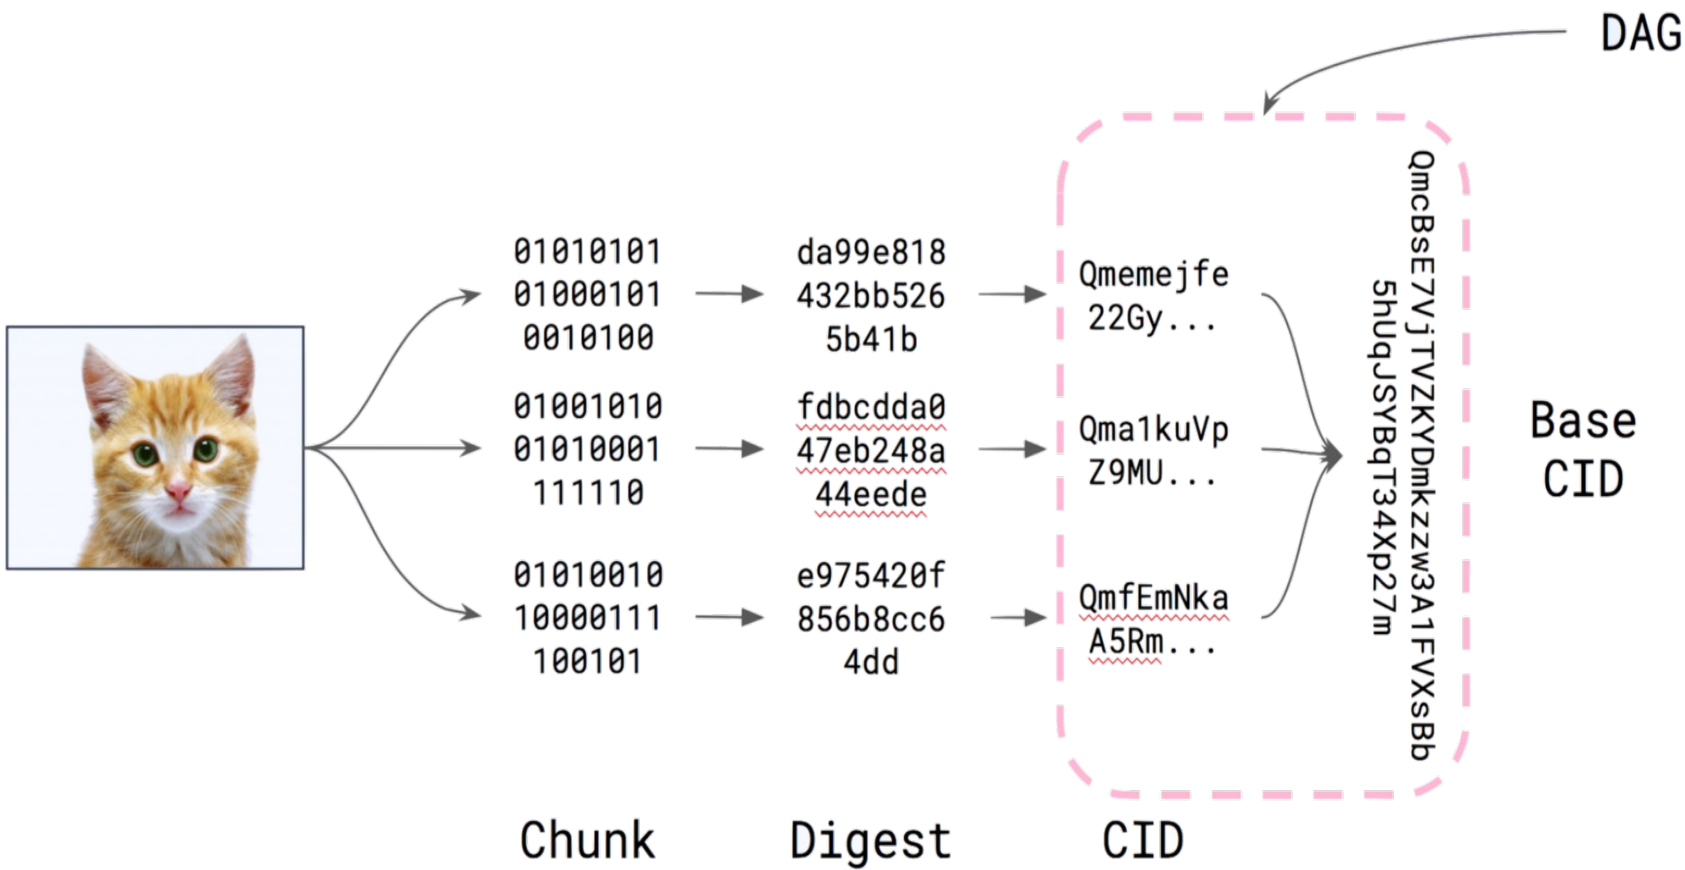 DAG
01010101
01000101
0010100
da99e818
432bb526
5b41b
Qmemejfe
22Gy...
01001010
01010001
111110
fdbcdda0
47eb248a
44eede
Qma1kuVp
Z9MU...
01010010
10000111
100101
e975420f
856b8cc6
4dd
QmfEmNka
A5Rm...
QmcBsE7VjTVZKYDmkzzw3A1FVXsBb
5hUqJSYBqT34Xp27m
Base
CID
Chunk
Digest
CID